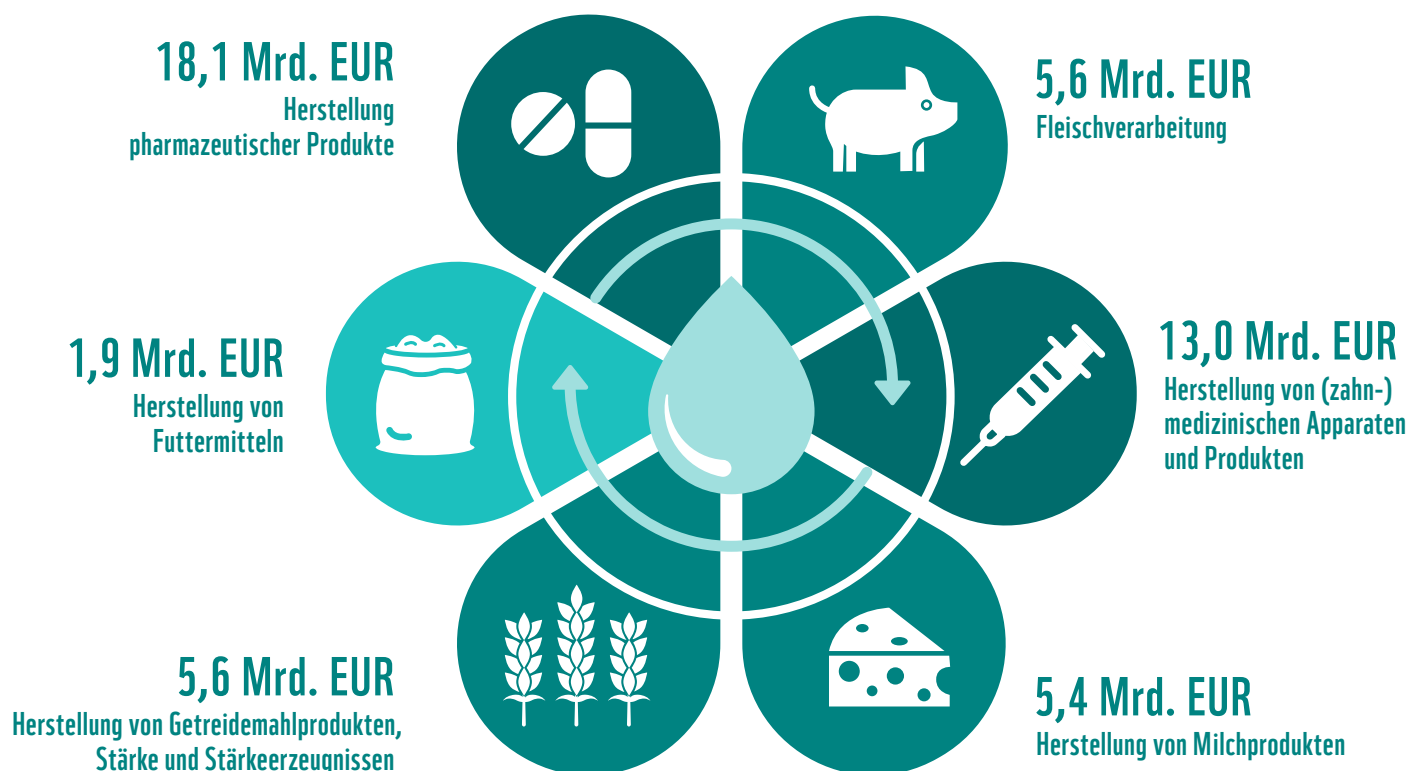 18,1 Mrd. EUR
Herstellung
pharmazeutischer Produkte
5,6 Mrd. EUR
Fleischverarbeitung
1,9 Mrd. EUR
Herstellung von
Futtermitteln
13,0 Mrd. EUR
Herstellung von (zahn-)
medizinischen Apparaten
und Produkten
5,6 Mrd. EUR
Herstellung von Getreidemahlprodukten,
Stärke und Stärkeerzeugnissen
5,4 Mrd. EUR
Herstellung von Milchprodukten